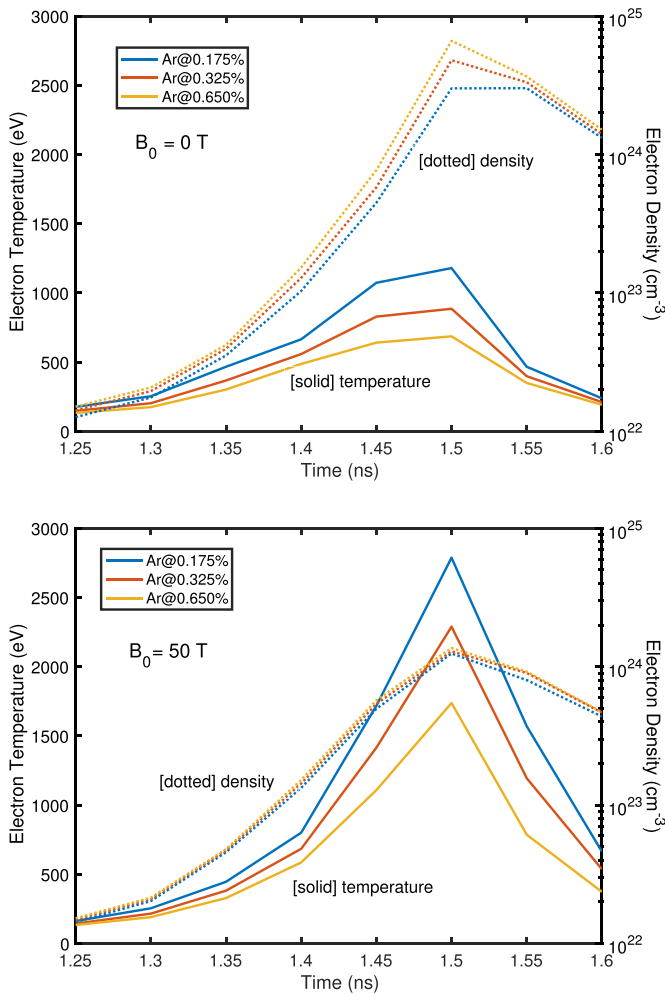 3000
2500
2000
1500
1000
500
0
Electron Temperature (eV)
Ar@0.175%
Ar@0.325%
Ar@0.650%
B0 = 0 T
[dotted] density
[solid] temperature
10^25
10^24
10^23
10^22
Electron Density (cm^-3)
1.25 1.3 1.35 1.4 1.45 1.5 1.55 1.6
Time (ns)
3000
2500
2000
1500
1000
500
0
Electron Temperature (eV)
Ar@0.175%
Ar@0.325%
Ar@0.650%
B0= 50 T
[dotted] density
[solid] temperature
10^25
10^24
10^23
10^22
Electron Density (cm^-3)
1.25 1.3 1.35 1.4 1.45 1.5 1.55 1.6
Time (ns)